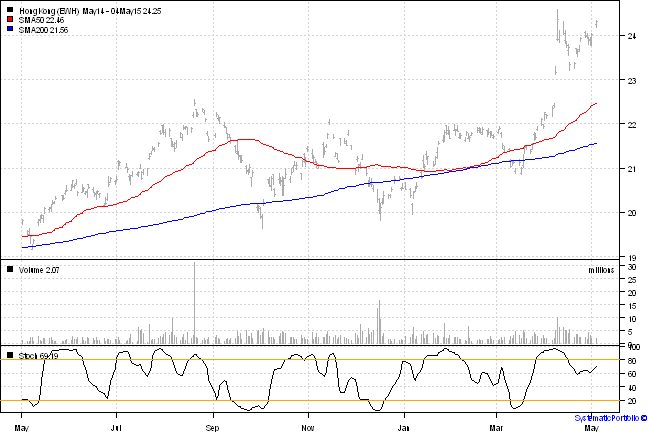 Hong Kong (EWH) May14 - 04May15 24.25
SMA50 22.46
SMA200 21.56
24
23
22
21
20
19
Volume 2.07
millions
30
25
20
15
10
5
0
Stoch 69.19
100
80
60
40
20
SystematicPortfolio ©
May Jul Sep Nov Jan Mar May